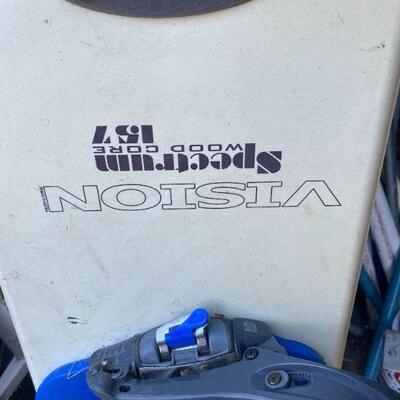 VISION
Spectrum
WOOD CORE
157